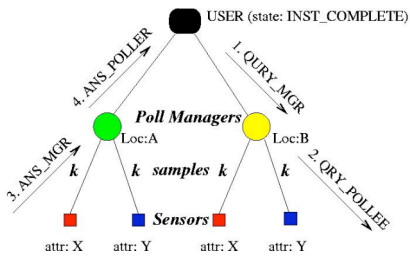 USER (state: INST_COMPLETE)
4. ANS_POLLER
1. QURY_MGR
Poll Managers
Loc:A
Loc:B
3. ANS_MGR
2. QRY_POLLEE
k k samples k k
Sensors
attr: X attr: Y attr: X attr: Y